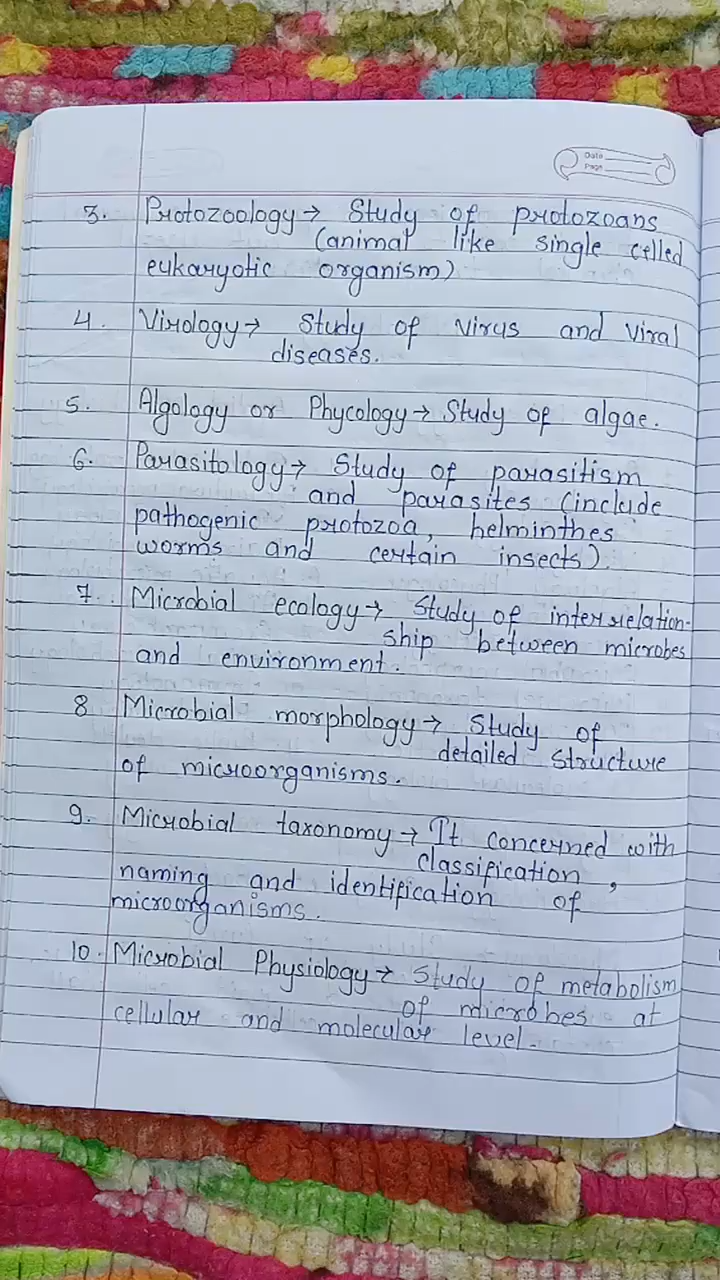 Date
Page
3. Protozoology → Study of protozoans
(animal like single celled
eukaryotic organism)
4. Virology → Study of Virus and Viral
diseases.
5. Algology or Phycology → Study of algae.
6. Parasitology → Study of parasitism
and parasites (include
pathogenic protozoa, helminthes
worms and certain insects).
7. Microbial ecology → Study of interrelation-
ship between microbes
and environment.
8 Microbial morphology → Study of
detailed structure
of microorganisms.
9. Microbial taxonomy → It concerned with
classification,
naming and identification of
microorganisms.
10. Microbial Physiology → Study of metabolism
of microbes at
cellular and molecular level.